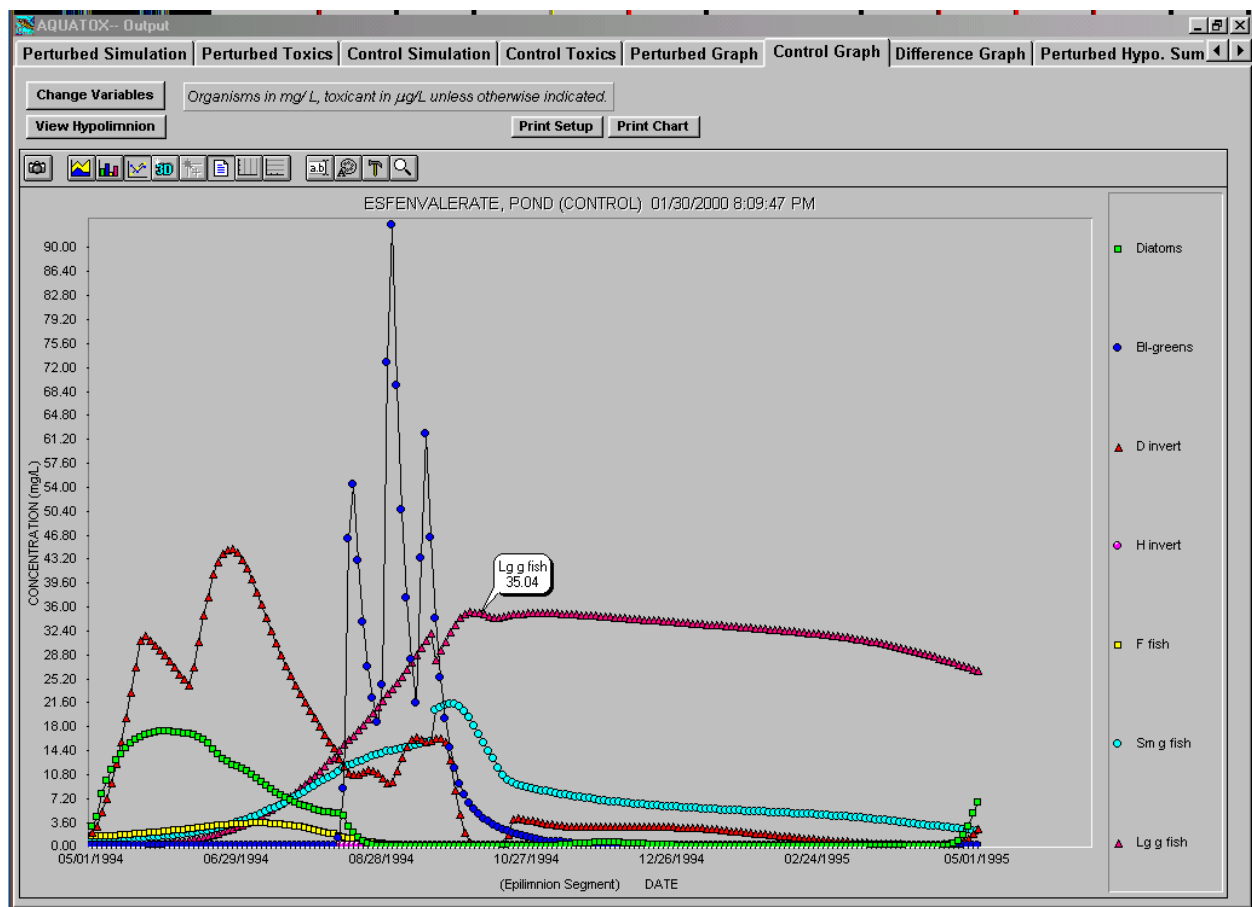 AQUATOX-- Output
Perturbed Simulation Perturbed Toxics Control Simulation Control Toxics Perturbed Graph Control Graph Difference Graph Perturbed Hypo. Sum
Change Variables Organisms in mg/ L, toxicant in µg/L unless otherwise indicated.
View Hypolimnion Print Setup Print Chart
3D a.b
ESFENVALERATE, POND (CONTROL) 01/30/2000 8:09:47 PM
CONCENTRATION (mg/L)
90.00
86.40
82.80
79.20
75.60
72.00
68.40
64.80
61.20
57.60
54.00
50.40
46.80
43.20
39.60
36.00
32.40
28.80
25.20
21.60
18.00
14.40
10.80
7.20
3.60
0.00
Lg g fish
35.04
05/01/1994 06/29/1994 08/28/1994 10/27/1994 12/26/1994 02/24/1995 05/01/1995
(Epilimnion Segment) DATE
Diatoms
Bl-greens
D invert
H invert
F fish
Sm g fish
Lg g fish